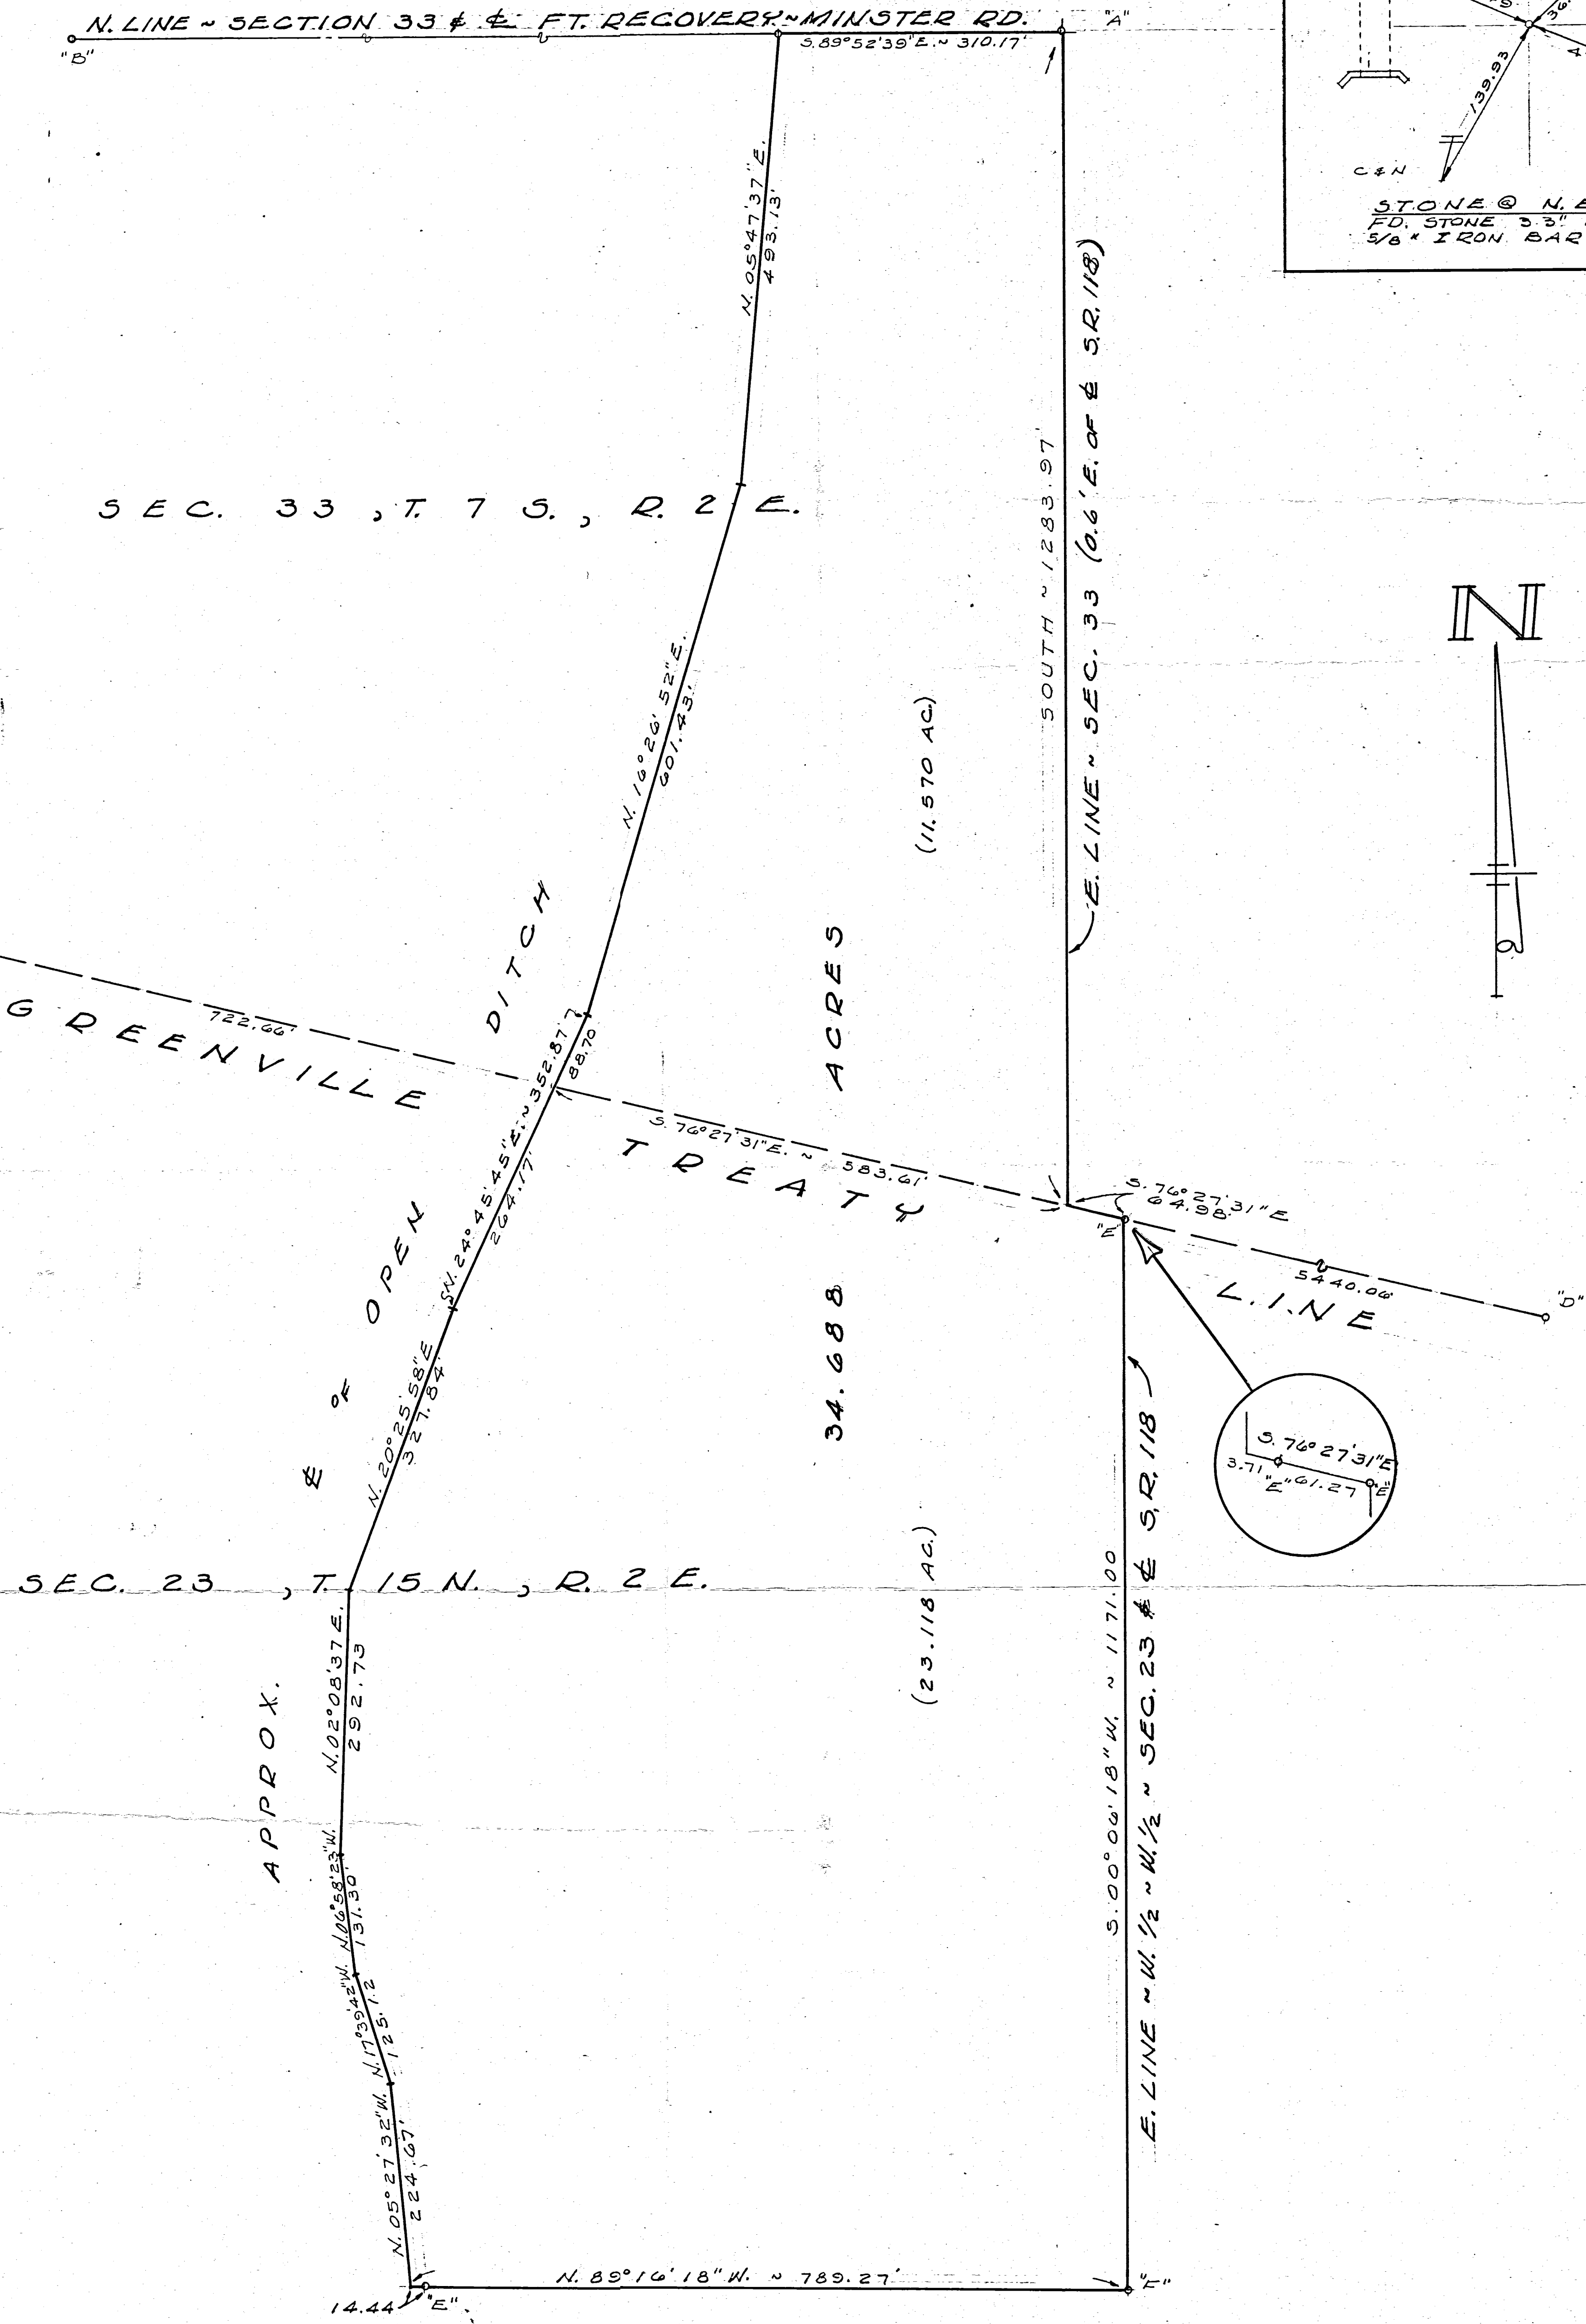 N. LINE ~ SECTION 33 & ℄ FT. RECOVERY~MINSTER RD.
"A"
"B"
S.89°52'39"E.~ 310.17'
139.93
C & N
STONE @ N. E
FD. STONE 3.3"
5/8" IRON BAR
N. 05°47'37"E.
493.13'
SOUTH ~ 1283.97'
E. LINE ~ SEC. 33 (0.6' E. OF ℄ S.R. 118)
SEC. 33 , T. 7 S. , R. 2 E.
N
N. 16°26'52"E.
601.43'
(11.570 AC.)
℄ OF OPEN DITCH
APPROX.
34.688 ACRES
722.66'
GREENVILLE TREATY LINE
N. 24°45'45"E. ~ 352.87'
88.70
264.17'
S. 76°27'31"E. ~ 583.61'
S. 76°27'31"E
64.98'
"E"
5440.06'
"D"
S. 76°27'31"E
3.71 "E" 61.27 "E"
N. 20°25'58"E
327.84'
SEC. 23 , T. 15 N. , R. 2 E.
(23.118 AC.)
S. 00°06'18" W. ~ 1171.00
E. LINE ~ W. 1/2 ~ W. 1/2 ~ SEC. 23 & ℄ S.R. 118
N. 02°08'37 E.
292.73
N. 06°58'23"W.
131.30'
N. 17°39'42"W.
125.12
N. 05°27'32"W.
224.67'
N. 89°16'18" W. ~ 789.27'
14.44
"E"
"E"